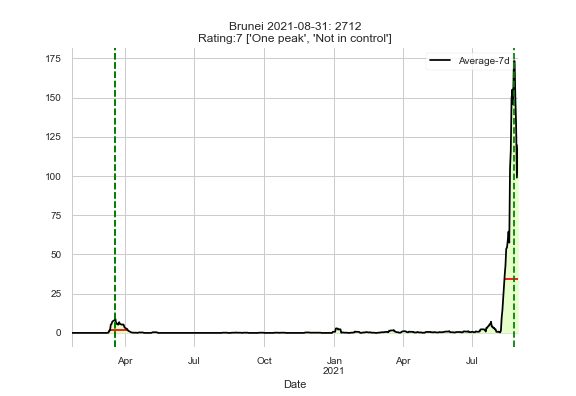 Brunei 2021-08-31: 2712
Rating:7 ['One peak', 'Not in control']
Average-7d
175
150
125
100
75
50
25
0
Apr
Jul
Oct
Jan
2021
Apr
Jul
Date